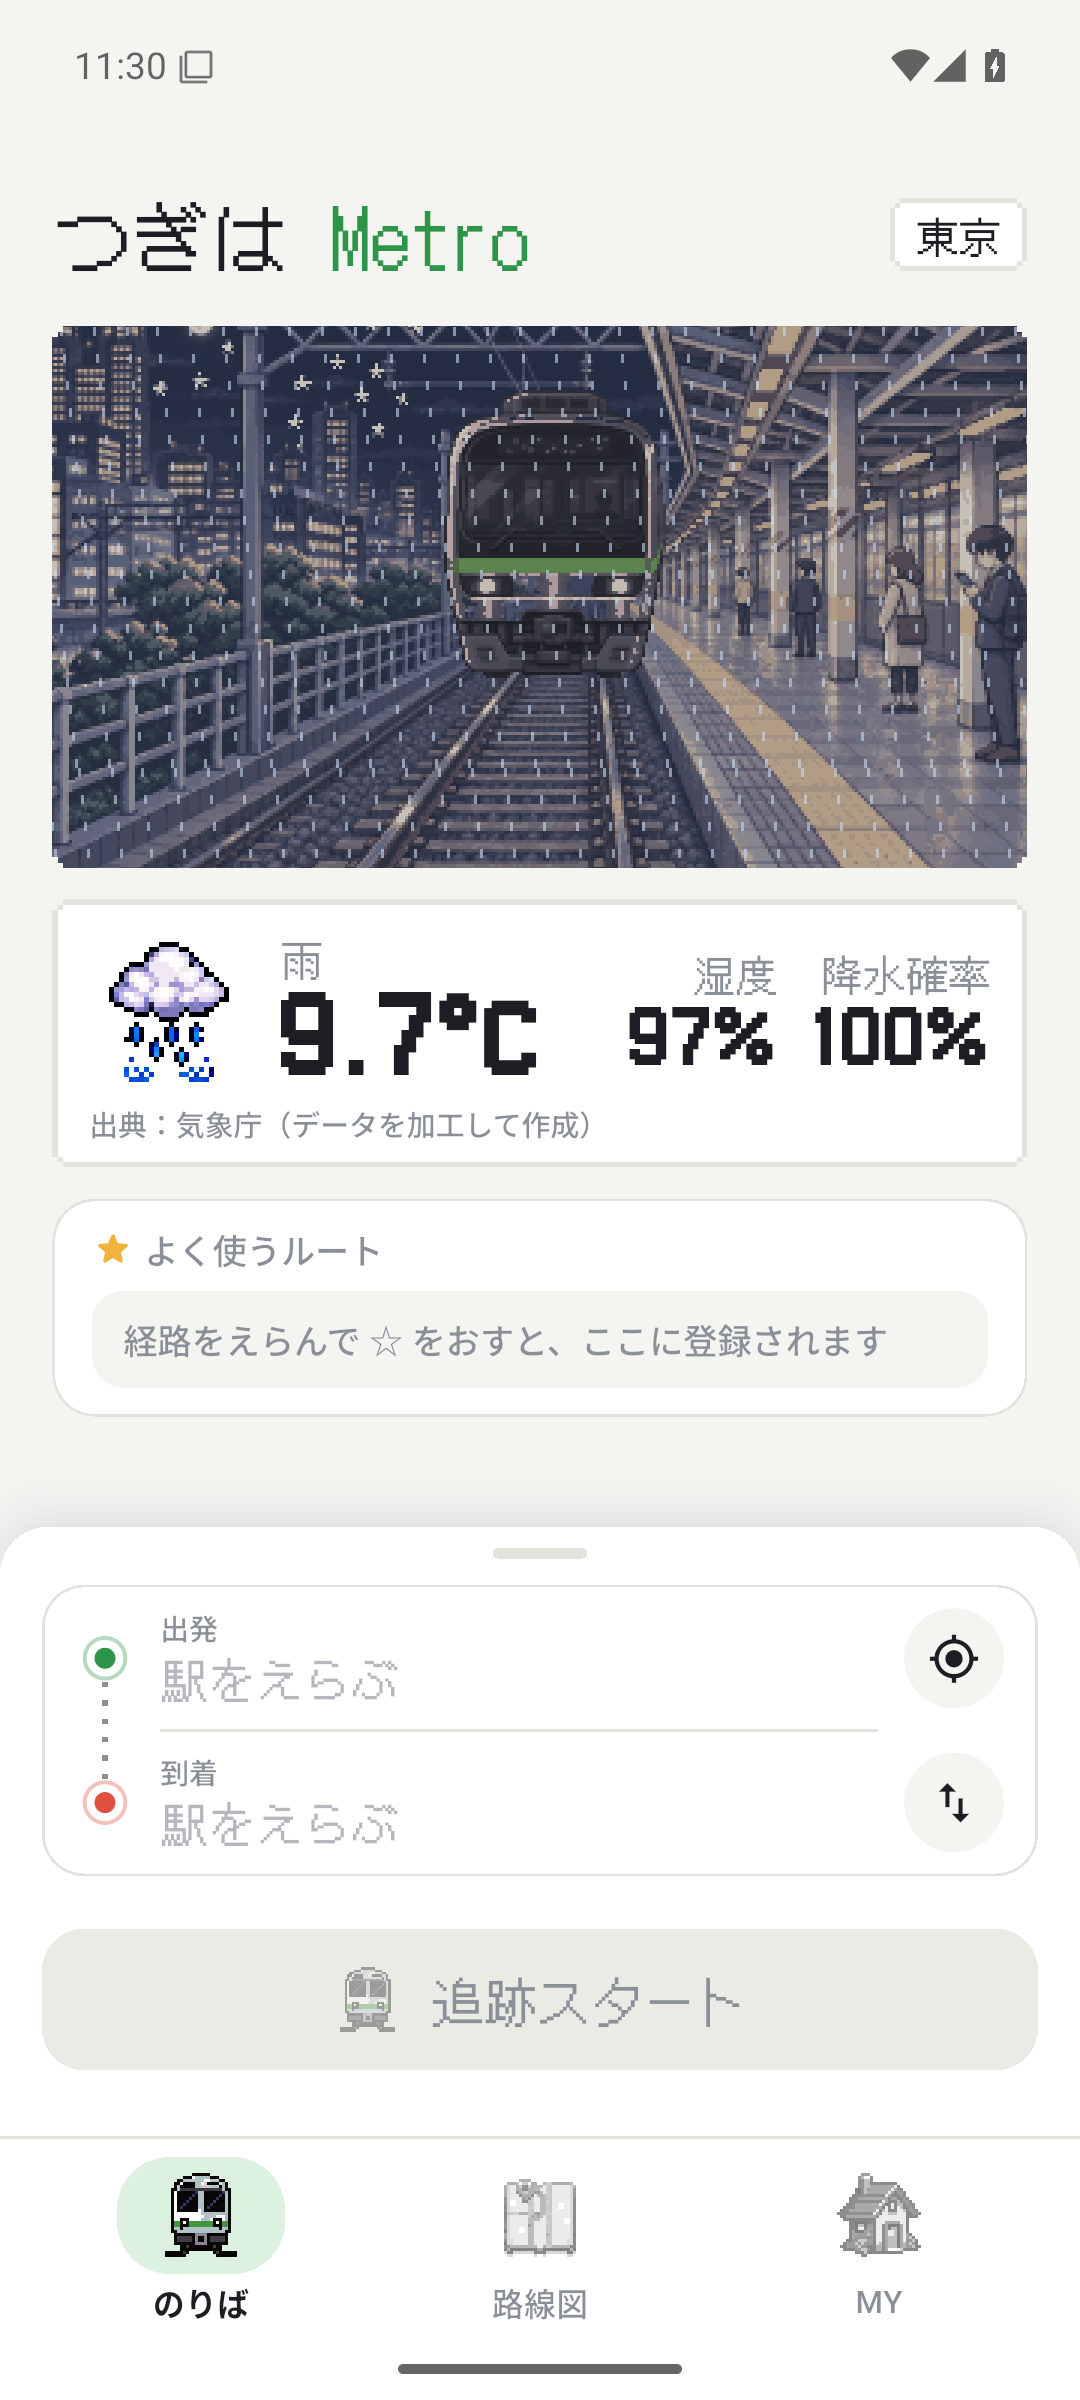 11:30
つぎは Metro
東京
雨
9.7℃
湿度
97%
降水確率
100%
出典：気象庁（データを加工して作成）
よく使うルート
経路をえらんで ☆ をおすと、ここに登録されます
出発
駅をえらぶ
到着
駅をえらぶ
追跡スタート
のりば
路線図
MY